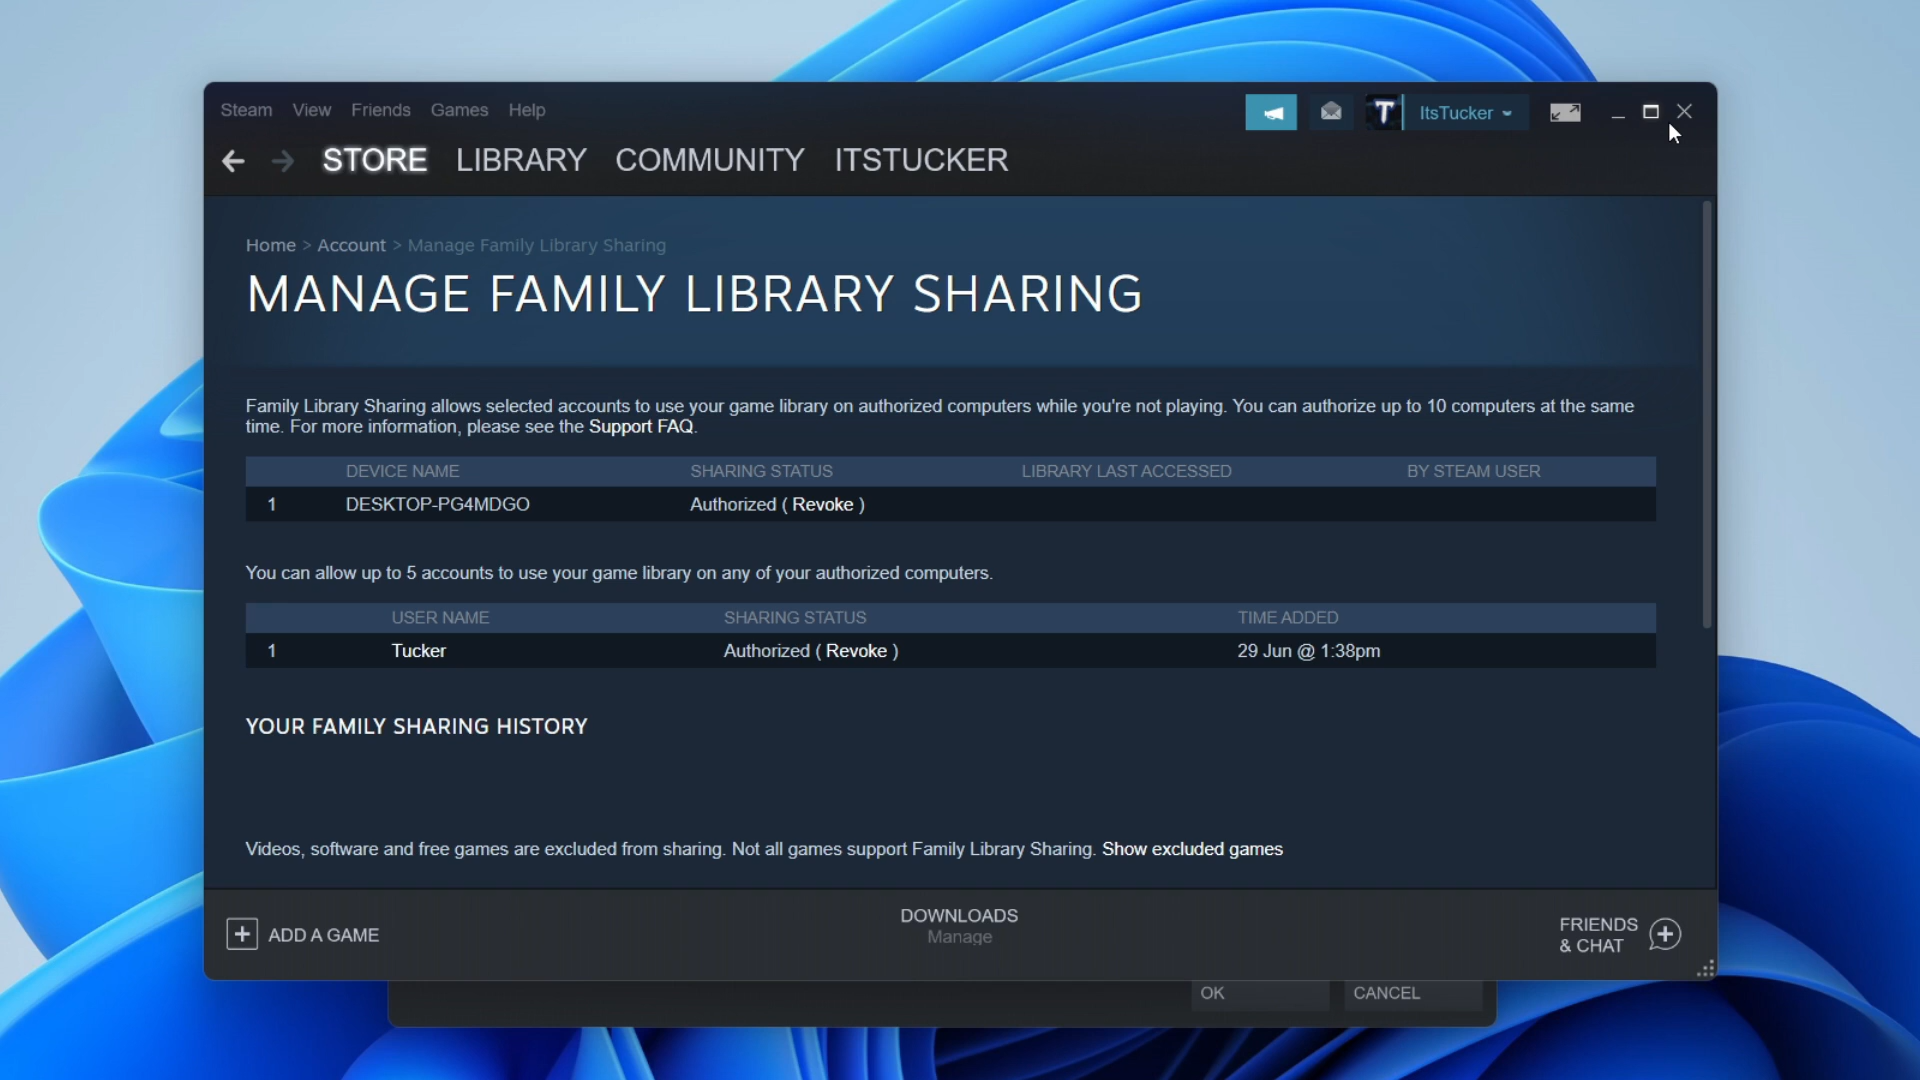 Steam View Friends Games Help
T ItsTucker
STORE LIBRARY COMMUNITY ITSTUCKER
Home > Account > Manage Family Library Sharing
MANAGE FAMILY LIBRARY SHARING
Family Library Sharing allows selected accounts to use your game library on authorized computers while you're not playing. You can authorize up to 10 computers at the same
time. For more information, please see the Support FAQ.
DEVICE NAME SHARING STATUS LIBRARY LAST ACCESSED BY STEAM USER
1 DESKTOP-PG4MDGO Authorized ( Revoke )
You can allow up to 5 accounts to use your game library on any of your authorized computers.
USER NAME SHARING STATUS TIME ADDED
1 Tucker Authorized ( Revoke ) 29 Jun @ 1:38pm
YOUR FAMILY SHARING HISTORY
Videos, software and free games are excluded from sharing. Not all games support Family Library Sharing. Show excluded games
ADD A GAME
DOWNLOADS
Manage
FRIENDS
& CHAT
OK CANCEL